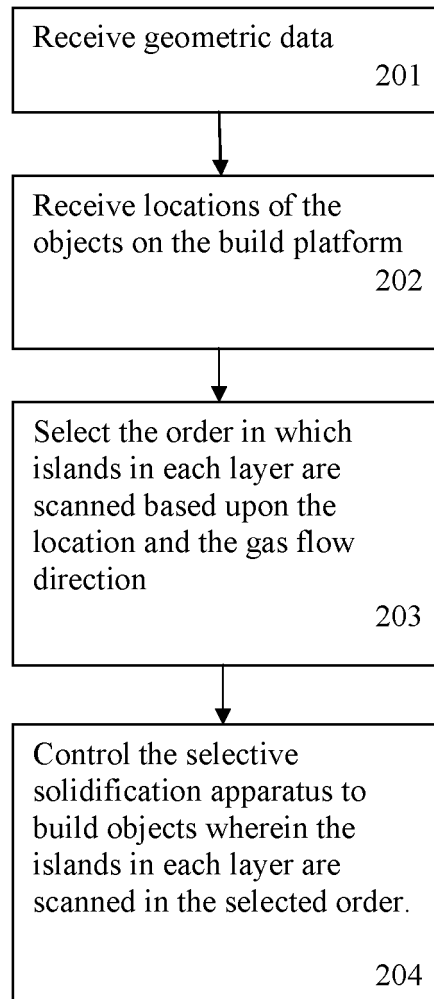 Receive geometric data
201
Receive locations of the
objects on the build platform
202
Select the order in which
islands in each layer are
scanned based upon the
location and the gas flow
direction
203
Control the selective
solidification apparatus to
build objects wherein the
islands in each layer are
scanned in the selected order.
204